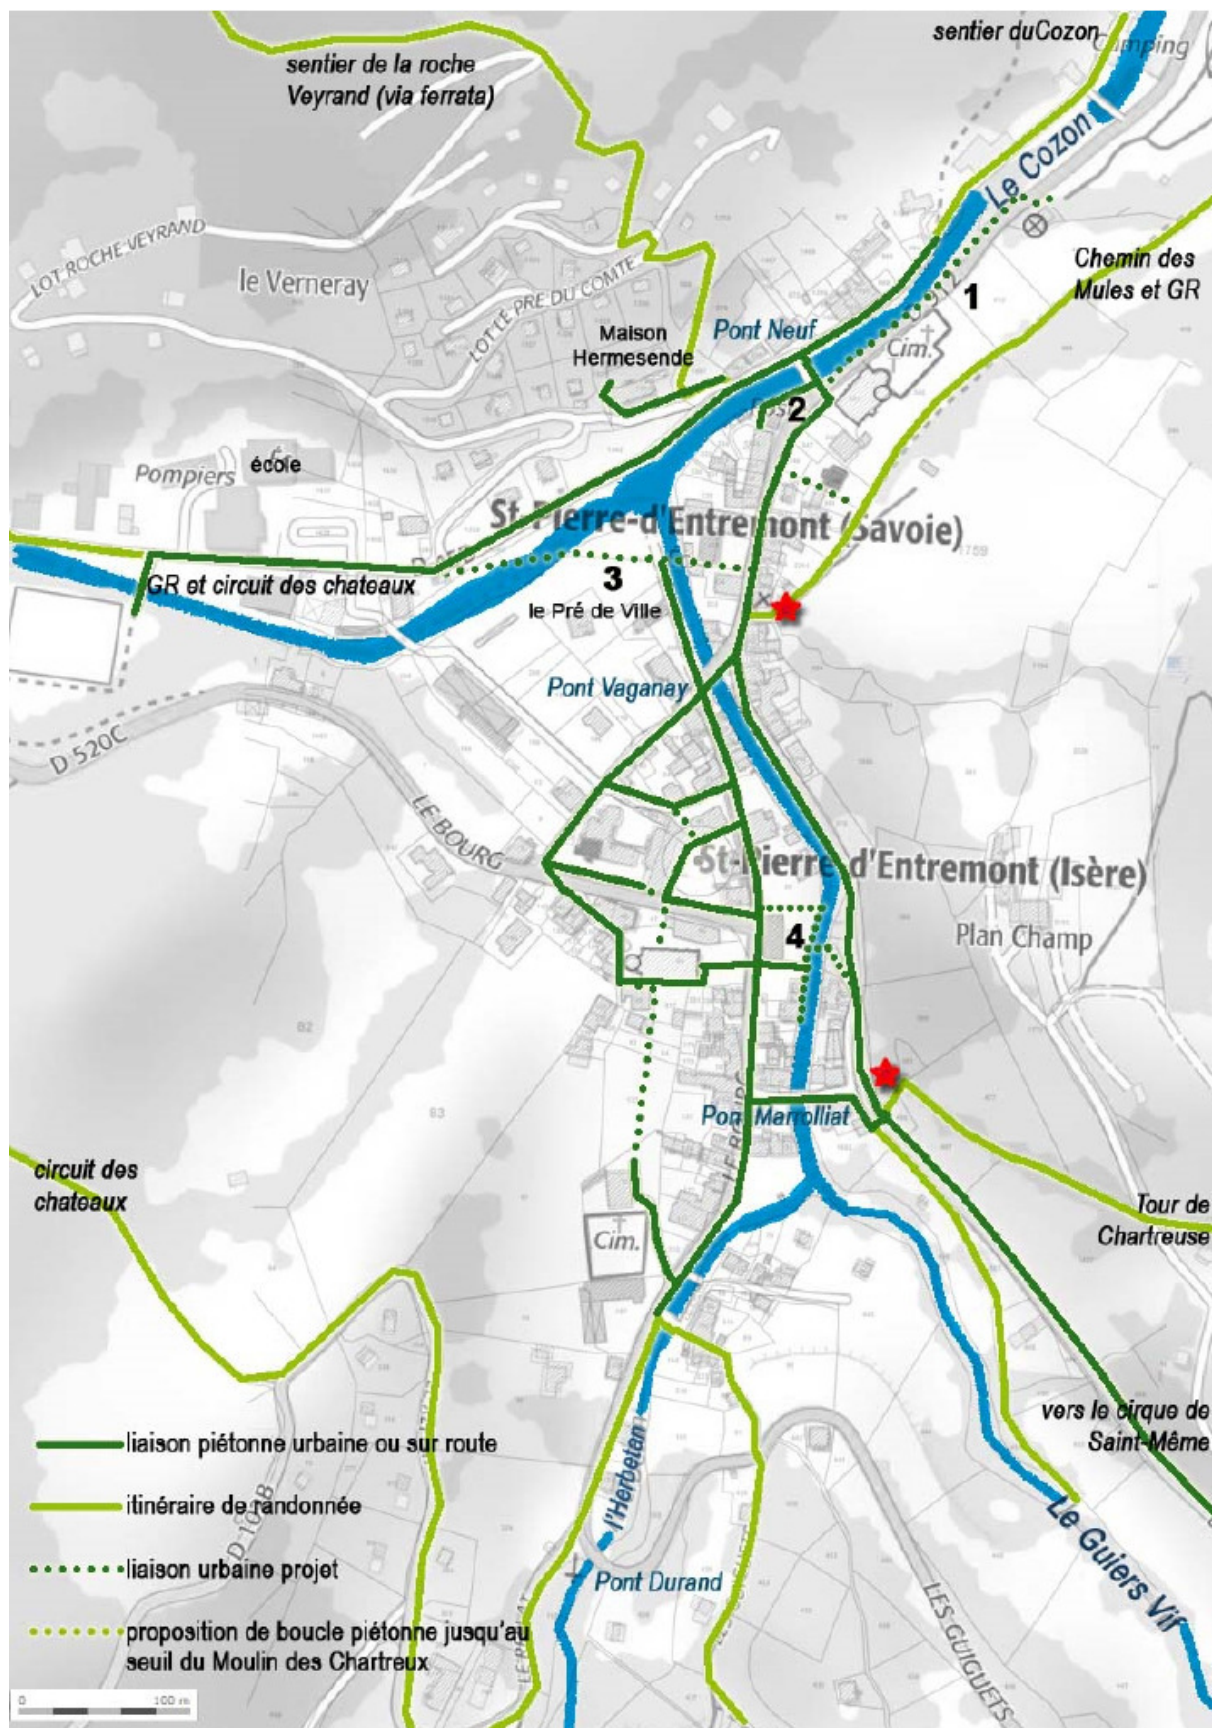 sentier duCozon
Camping
sentier de la roche
Veyrand (via ferrata)
Le Cozon
LOT ROCHE VEYRAND
le Verneray
LOT LE PRE DU COMTE
Chemin des
Mules et GR
1
Maison
Hermesende
Pont Neuf
Cim.
2
Pompiers
école
St-Pierre-d'Entremont (Savoie)
GR et circuit des chateaux
3
le Pré de Ville
Pont Vaganay
D 520C
LE BOURG
St-Pierre-d'Entremont (Isère)
4
Plan Champ
LE BOURG
Pont Marrolliat
circuit des
chateaux
Tour de
Chartreuse
Cim.
vers le cirque de
Saint-Même
liaison piétonne urbaine ou sur route
itinéraire de randonnée
l'Herbetan
Le Guiers Vif
liaison urbaine projet
Pont Durand
proposition de boucle piétonne jusqu'au
seuil du Moulin des Chartreux
LES GUIGUETS
0 100 m